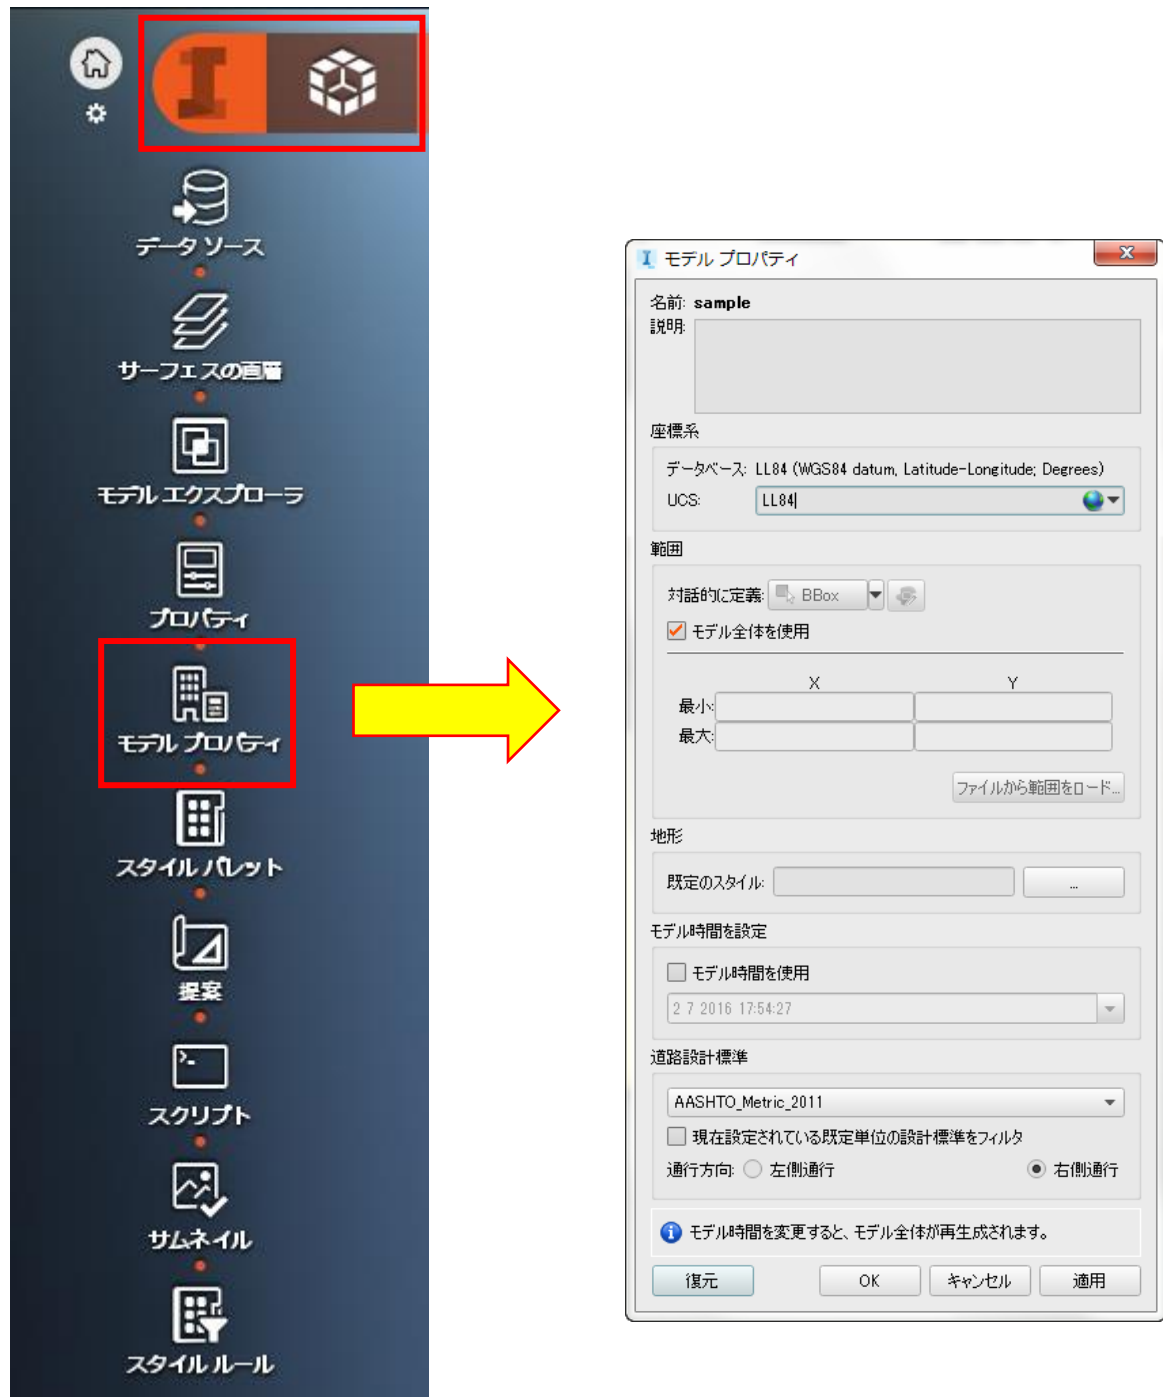 データ ソース
サーフェスの画層
モデル エクスプローラ
プロパティ
モデル プロパティ
スタイル パレット
提案
スクリプト
サムネイル
スタイル ルール
モデル プロパティ
名前: sample
説明:
座標系
データベース: LL84 (WGS84 datum, Latitude-Longitude; Degrees)
UCS: LL84
範囲
対話的に定義: BBox
モデル全体を使用
X Y
最小:
最大:
ファイルから範囲をロード...
地形
既定のスタイル: ...
モデル時間を設定
モデル時間を使用
2 7 2016 17:54:27
道路設計標準
AASHTO_Metric_2011
現在設定されている既定単位の設計標準をフィルタ
通行方向: 左側通行 右側通行
モデル時間を変更すると、モデル全体が再生成されます。
復元 OK キャンセル 適用